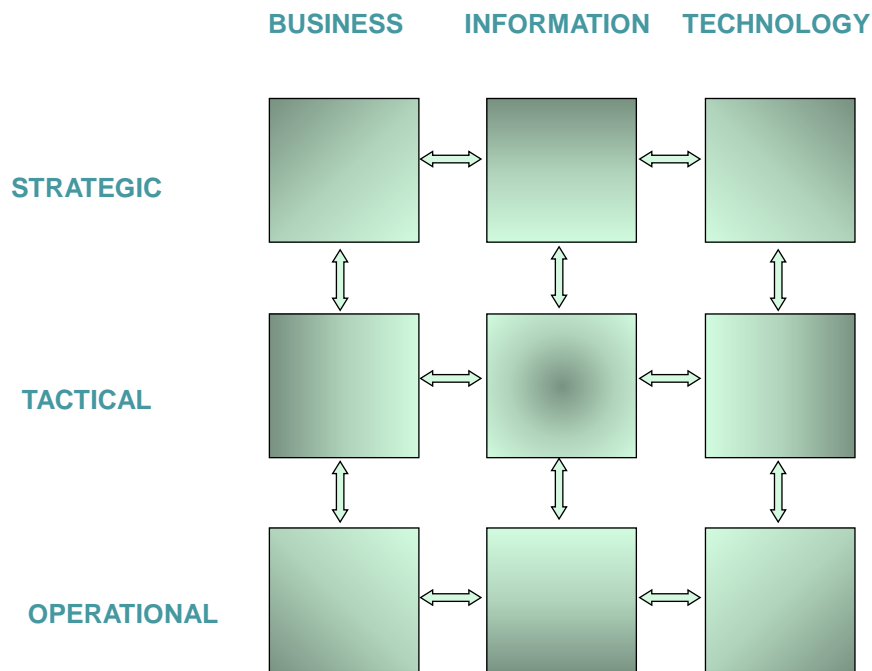 BUSINESS INFORMATION TECHNOLOGY
STRATEGIC
TACTICAL
OPERATIONAL